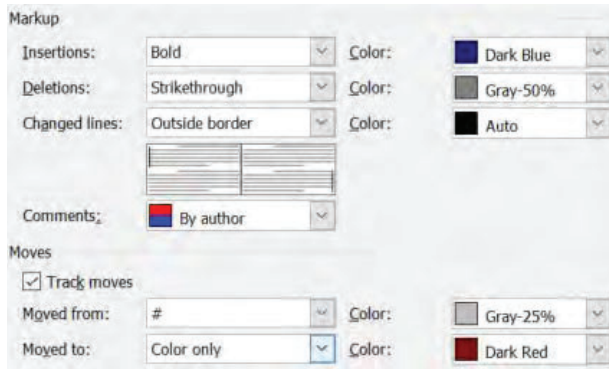 Markup
Insertions: Bold Color: Dark Blue
Deletions: Strikethrough Color: Gray-50%
Changed lines: Outside border Color: Auto
Comments: By author
Moves
Track moves
Moved from: # Color: Gray-25%
Moved to: Color only Color: Dark Red